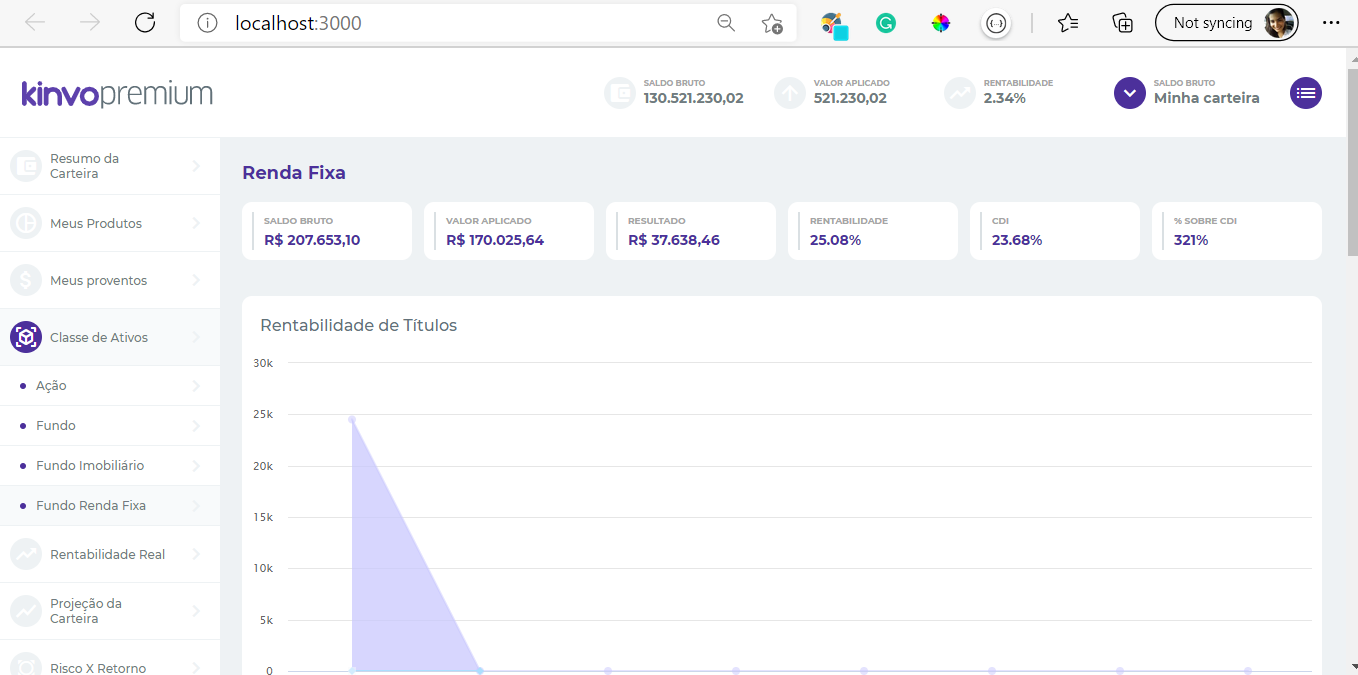 localhost:3000
Not syncing
kinvopremium
SALDO BRUTO
130.521.230,02
VALOR APLICADO
521.230,02
RENTABILIDADE
2.34%
SALDO BRUTO
Minha carteira
Resumo da
Carteira
Meus Produtos
Meus proventos
Classe de Ativos
Ação
Fundo
Fundo Imobiliário
Fundo Renda Fixa
Rentabilidade Real
Projeção da
Carteira
Risco X Retorno
Renda Fixa
SALDO BRUTO
R$ 207.653,10
VALOR APLICADO
R$ 170.025,64
RESULTADO
R$ 37.638,46
RENTABILIDADE
25.08%
CDI
23.68%
% SOBRE CDI
321%
Rentabilidade de Títulos
30k
25k
20k
15k
10k
5k
0